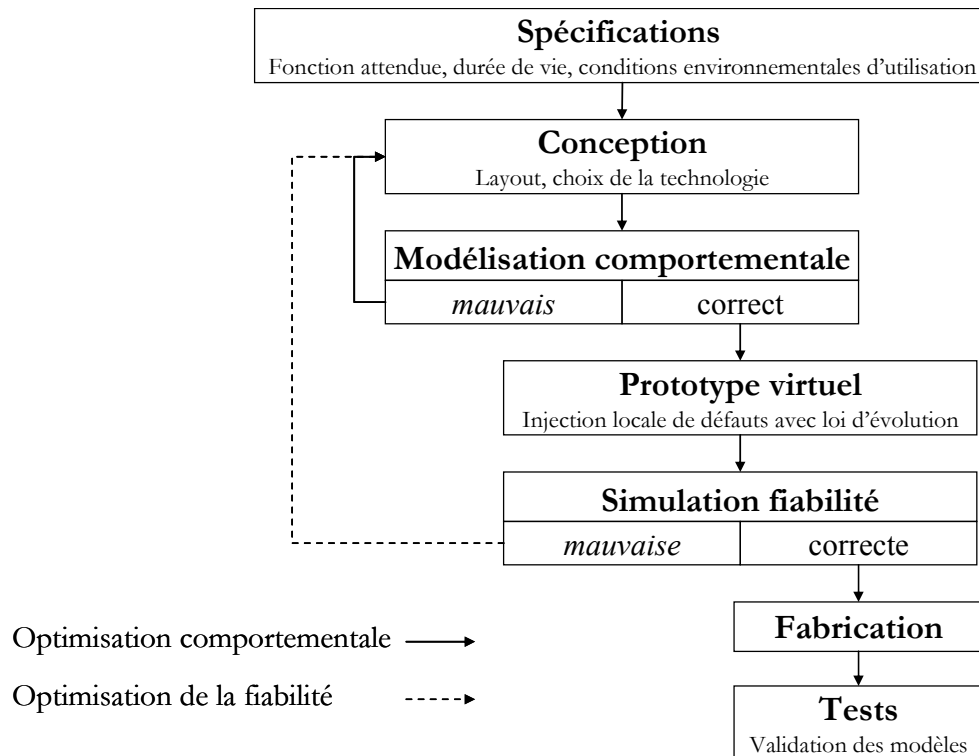 Spécifications
Fonction attendue, durée de vie, conditions environnementales d'utilisation
Conception
Layout, choix de la technologie
Modélisation comportementale
mauvais correct
Prototype virtuel
Injection locale de défauts avec loi d'évolution
Simulation fiabilité
mauvaise correcte
Fabrication
Optimisation comportementale
Optimisation de la fiabilité
Tests
Validation des modèles